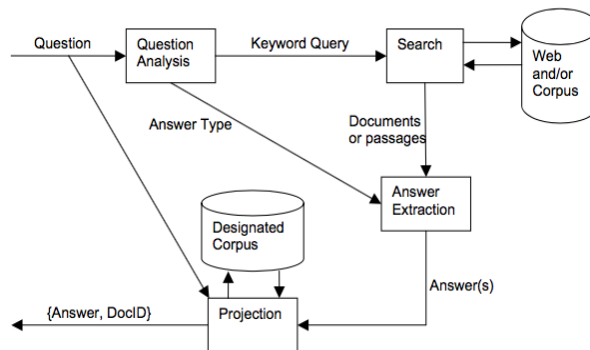 Question
Question
Analysis
Keyword Query
Search
Web
and/or
Corpus
Answer Type
Documents
or passages
Answer
Extraction
Designated
Corpus
Answer(s)
{Answer, DocID}
Projection